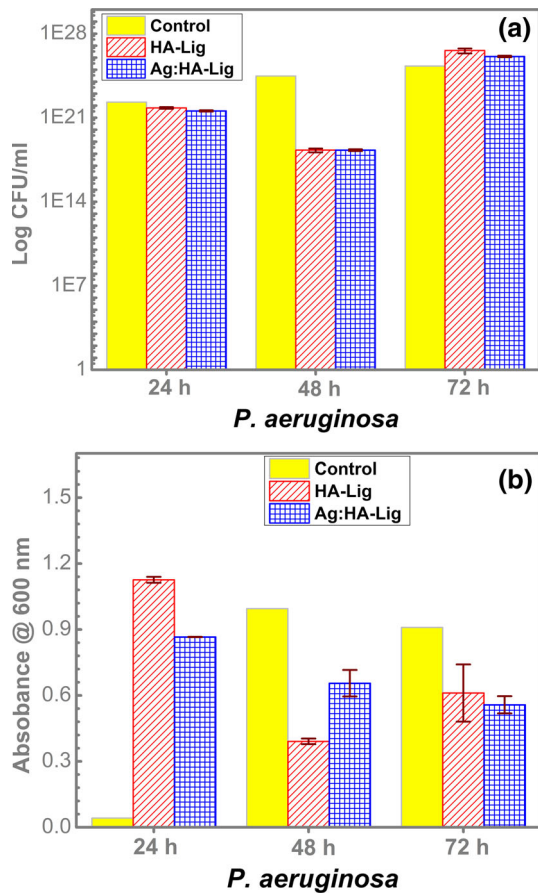 (a)
Control
HA-Lig
Ag:HA-Lig
Log CFU/ml
1E28
1E21
1E14
1E7
1
24 h 48 h 72 h
P. aeruginosa
(b)
Control
HA-Lig
Ag:HA-Lig
Absobance @ 600 nm
1.5
1.2
0.9
0.6
0.3
0.0
24 h 48 h 72 h
P. aeruginosa